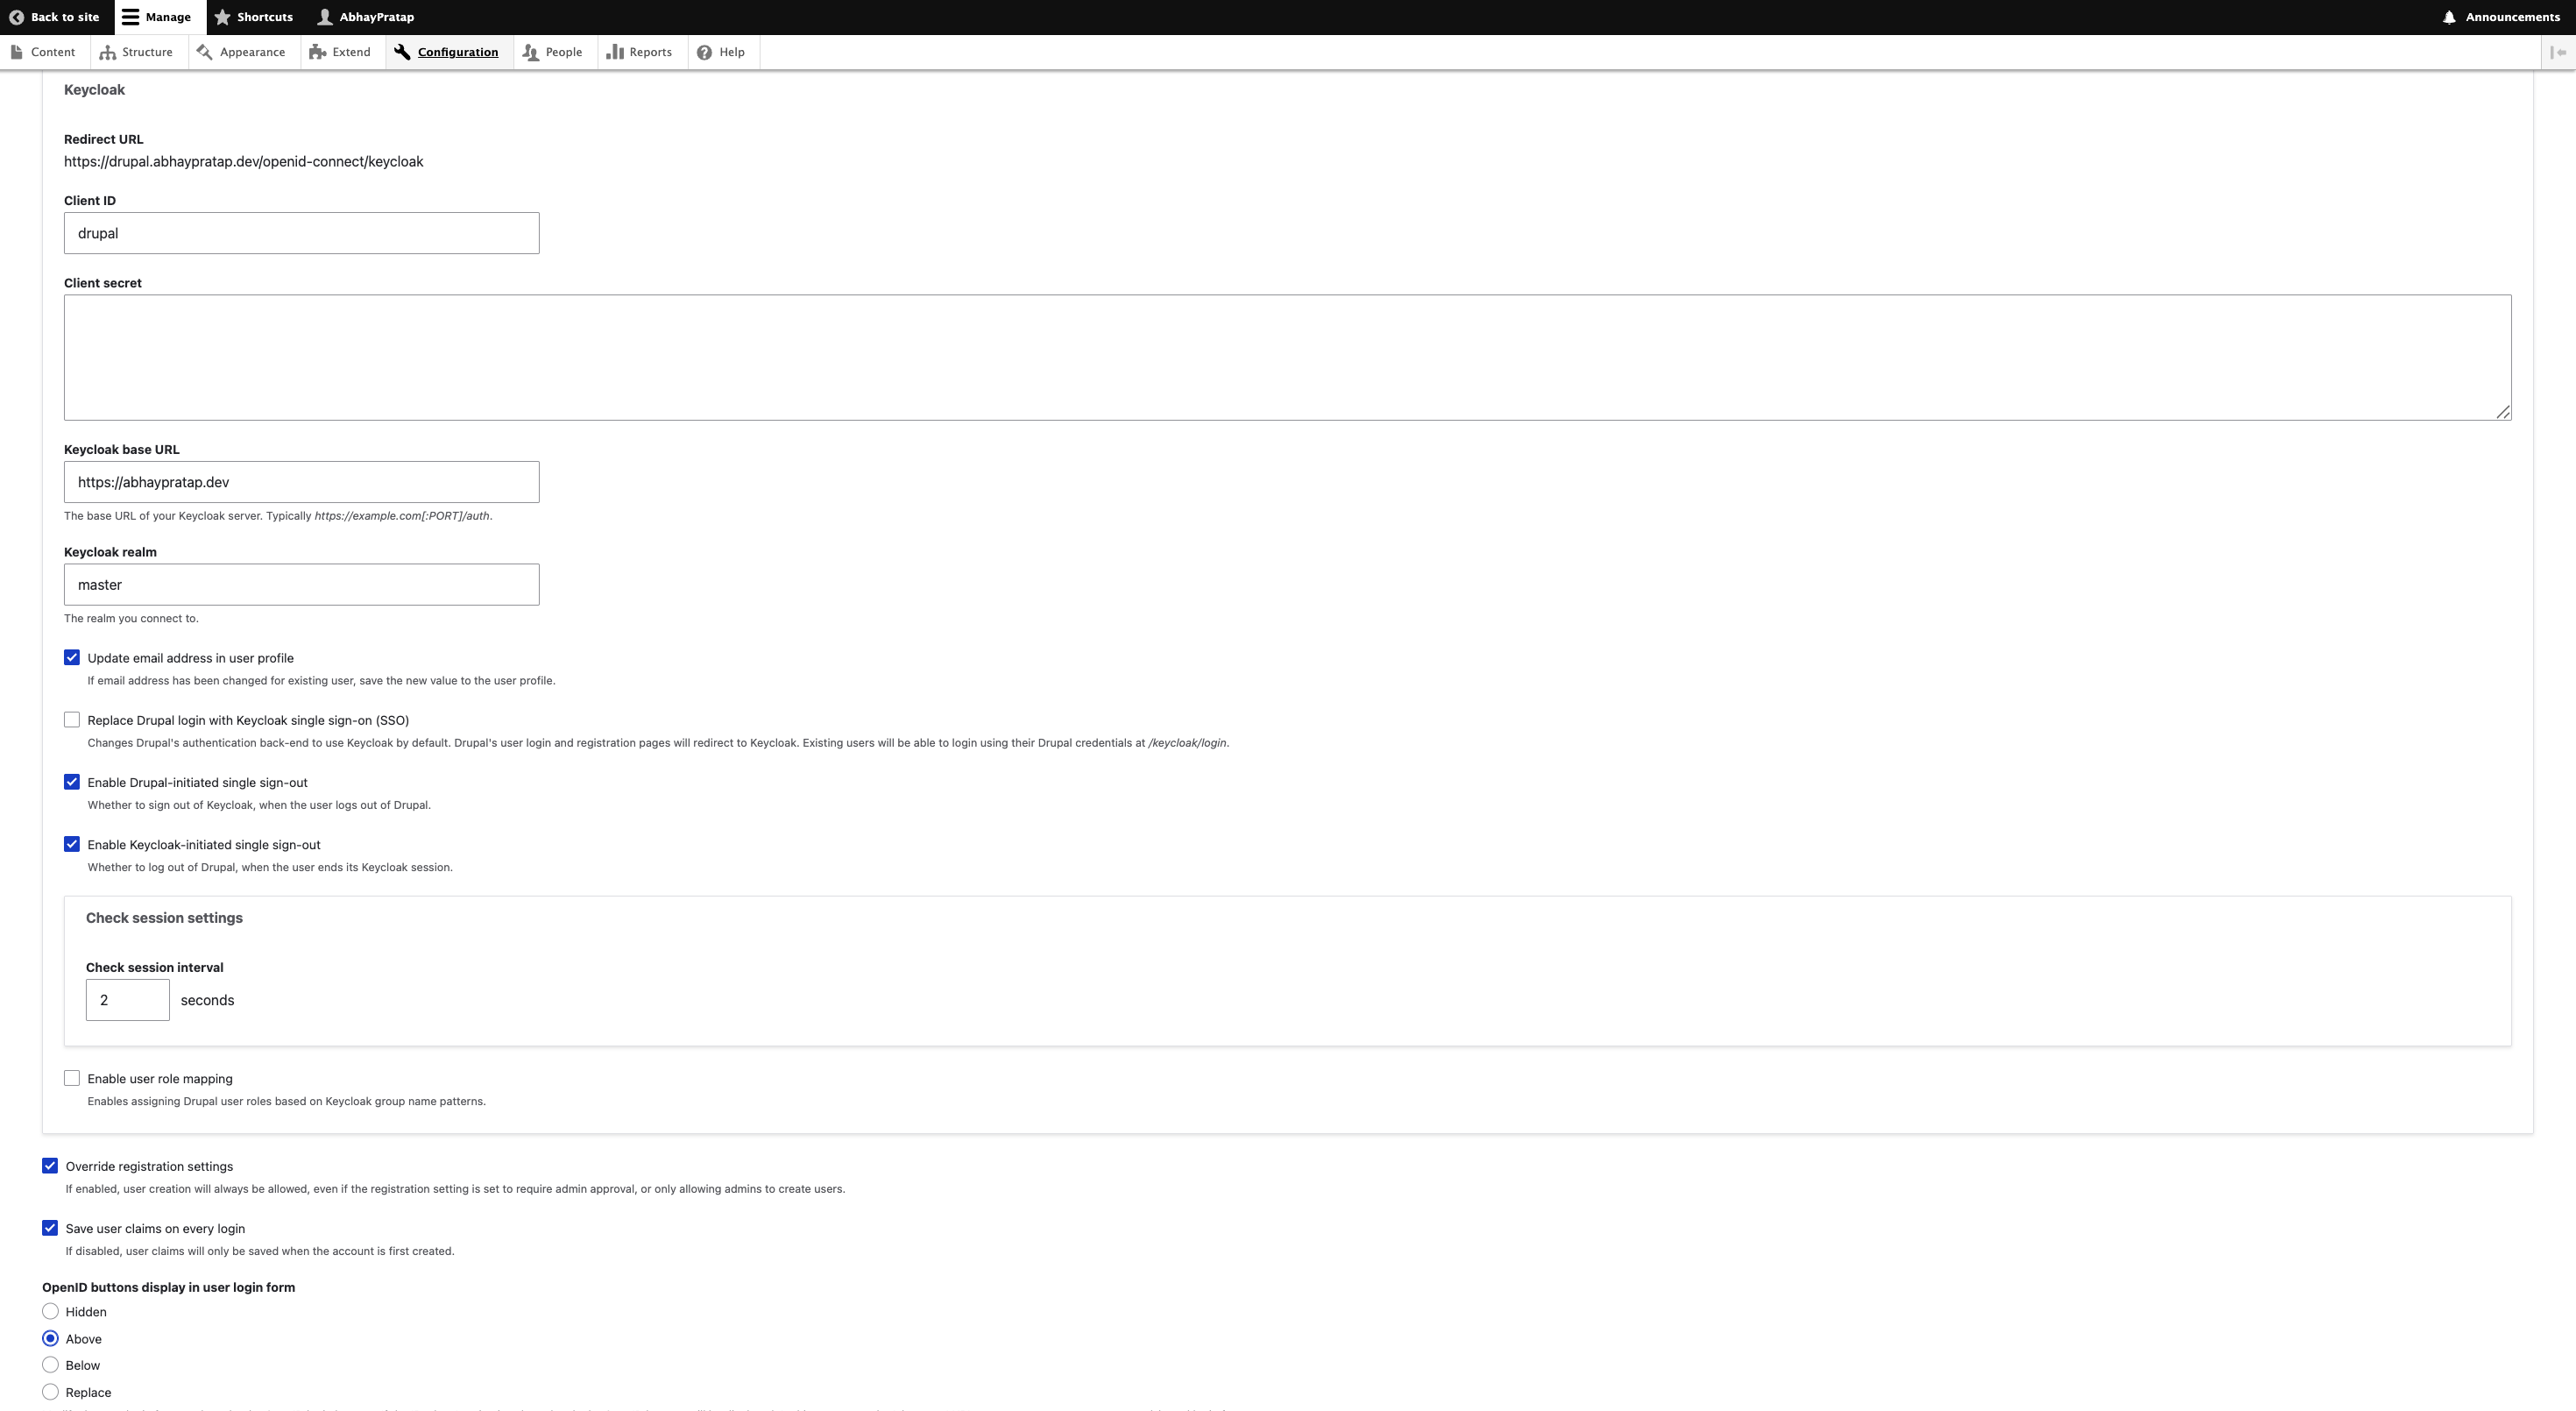 Back to site Manage Shortcuts AbhayPratap Announcements
Content Structure Appearance Extend Configuration People Reports Help
Keycloak
Redirect URL
https://drupal.abhaypratap.dev/openid-connect/keycloak
Client ID
drupal
Client secret
Keycloak base URL
https://abhaypratap.dev
The base URL of your Keycloak server. Typically https://example.com[:PORT]/auth.
Keycloak realm
master
The realm you connect to.
Update email address in user profile
If email address has been changed for existing user, save the new value to the user profile.
Replace Drupal login with Keycloak single sign-on (SSO)
Changes Drupal's authentication back-end to use Keycloak by default. Drupal's user login and registration pages will redirect to Keycloak. Existing users will be able to login using their Drupal credentials at /keycloak/login.
Enable Drupal-initiated single sign-out
Whether to sign out of Keycloak, when the user logs out of Drupal.
Enable Keycloak-initiated single sign-out
Whether to log out of Drupal, when the user ends its Keycloak session.
Check session settings
Check session interval
2 seconds
Enable user role mapping
Enables assigning Drupal user roles based on Keycloak group name patterns.
Override registration settings
If enabled, user creation will always be allowed, even if the registration setting is set to require admin approval, or only allowing admins to create users.
Save user claims on every login
If disabled, user claims will only be saved when the account is first created.
OpenID buttons display in user login form
Hidden
Above
Below
Replace